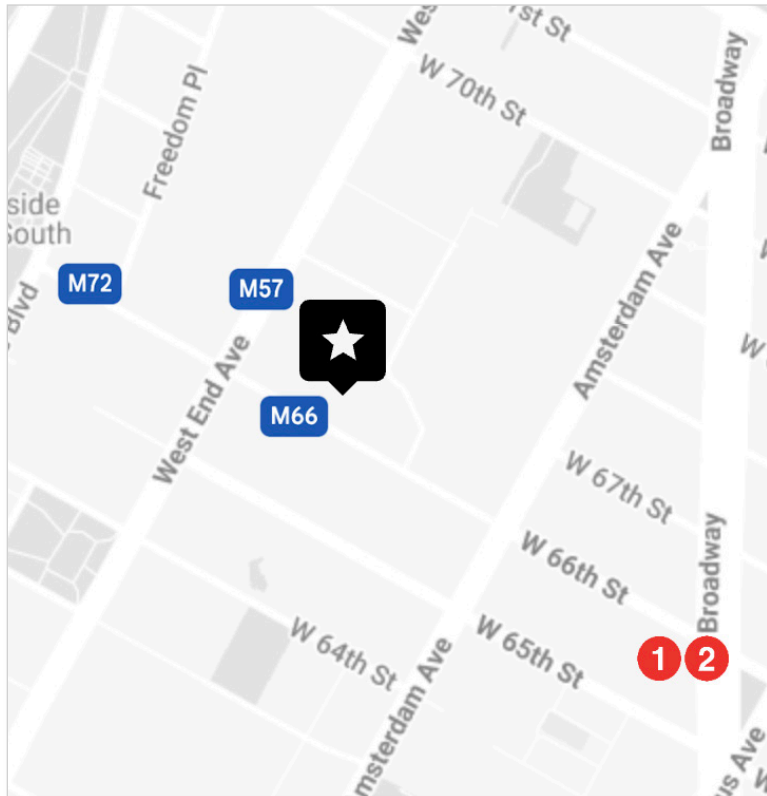 W 70th St
Broadway
Freedom Pl
side
South
Amsterdam Ave
M72
M57
Blvd
West End Ave
M66
W 67th St
Broadway
W 66th St
W 65th St
W 64th St
1 2
Amsterdam Ave